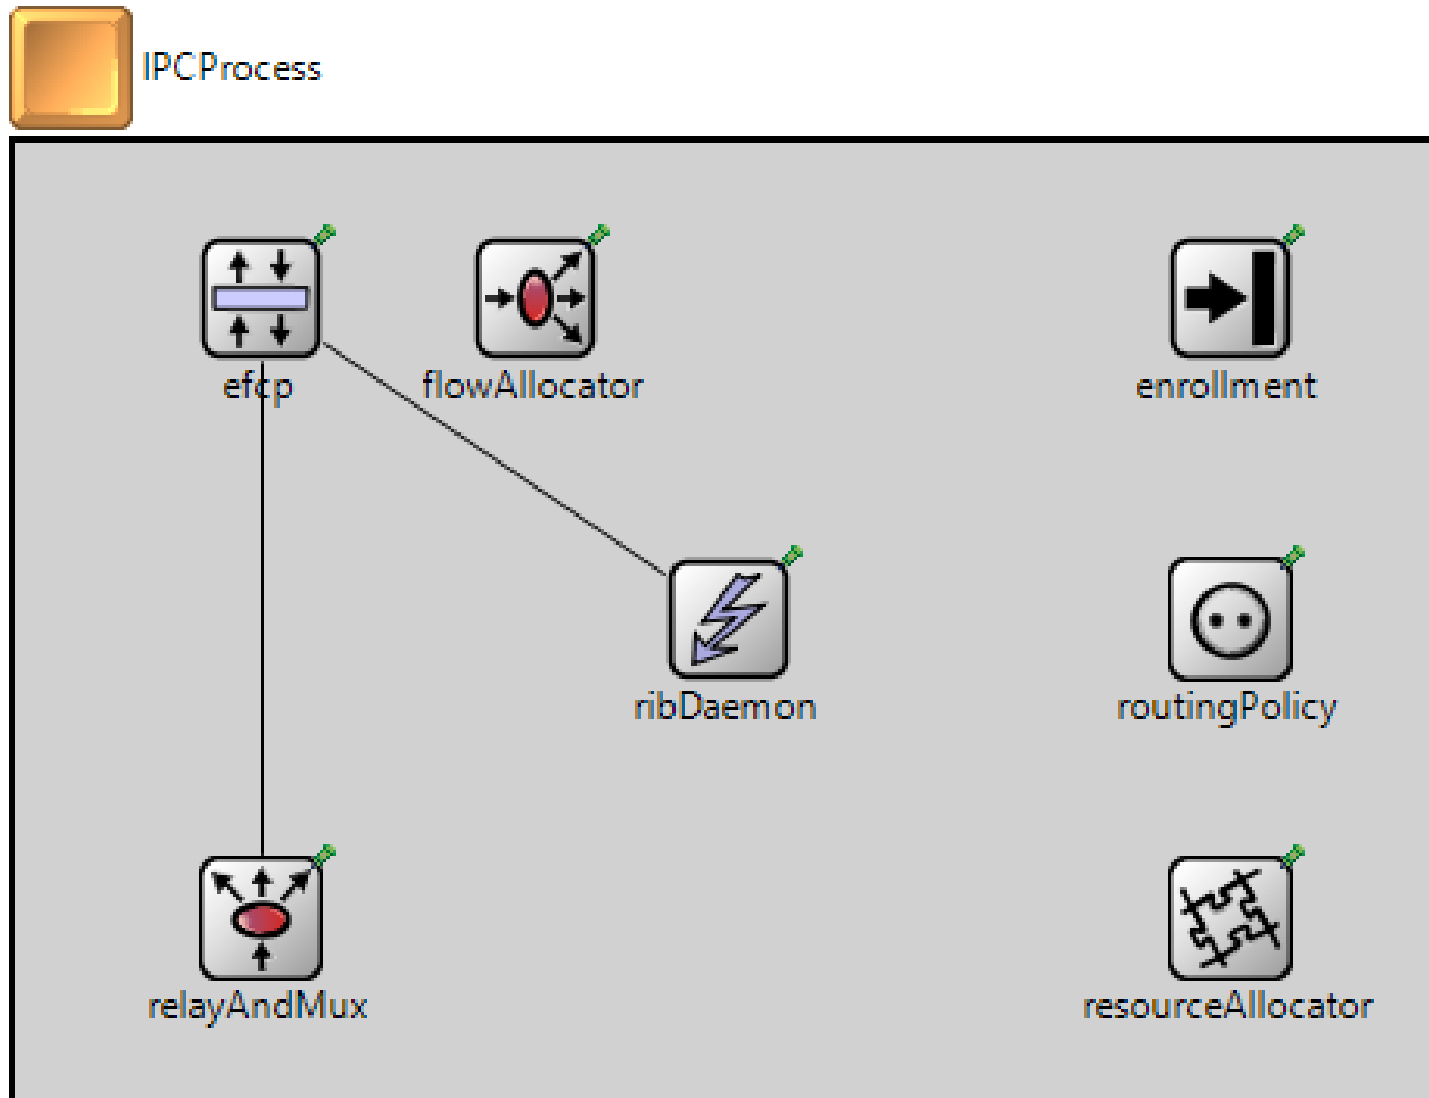 IPCProcess
efcp
flowAllocator
enrollment
ribDaemon
routingPolicy
relayAndMux
resourceAllocator